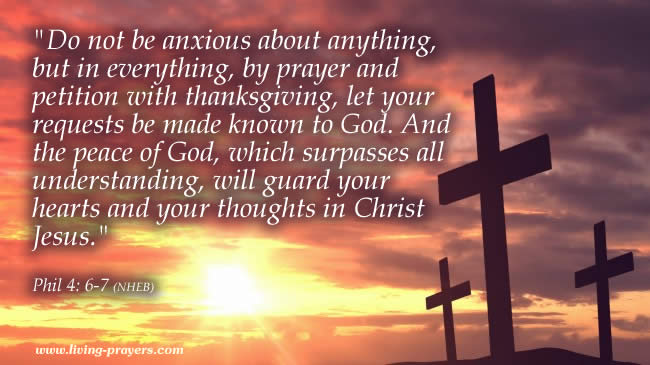 "Do not be anxious about anything,
but in everything, by prayer and
petition with thanksgiving, let your
requests be made known to God. And
the peace of God, which surpasses all
understanding, will guard your
hearts and your thoughts in Christ
Jesus."
Phil 4: 6-7 (NHEB)
www.living-prayers.com